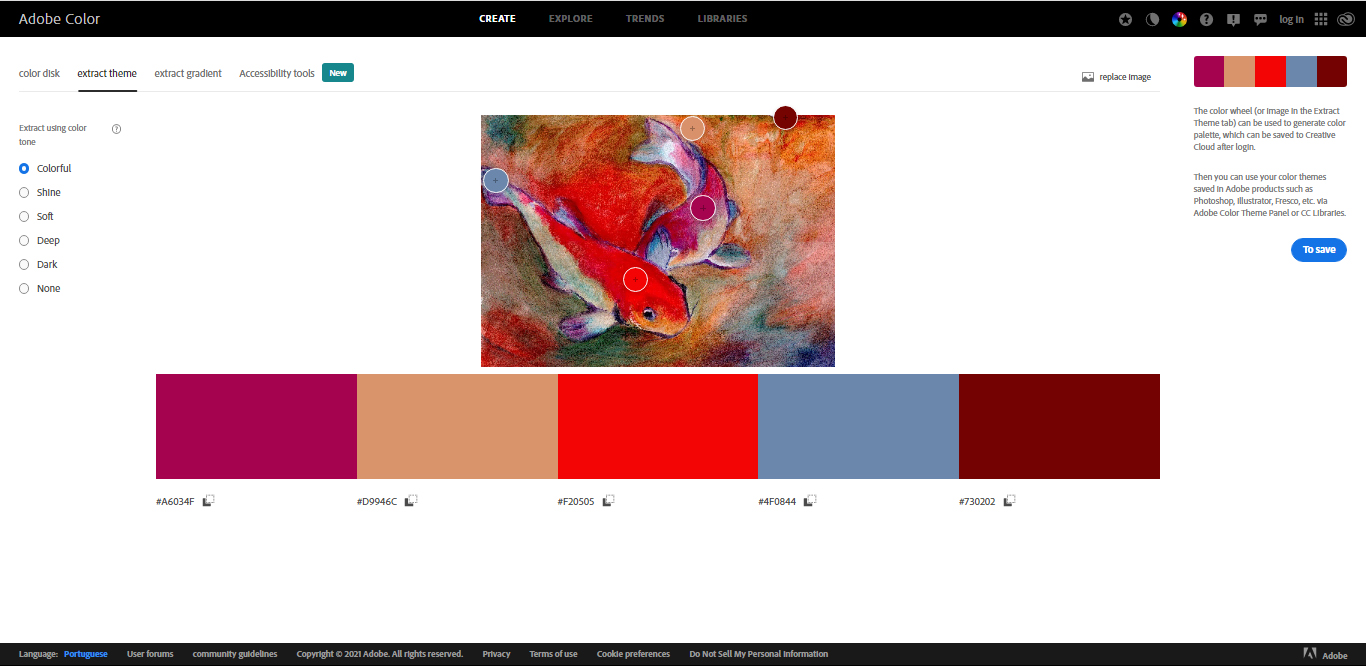 Adobe Color
CREATE EXPLORE TRENDS LIBRARIES
log in
color disk extract theme extract gradient Accessibility tools New
replace image
Extract using color
tone
Colorful
Shine
Soft
Deep
Dark
None
The color wheel (or image in the Extract
Theme tab) can be used to generate color
palette, which can be saved to Creative
Cloud after login.
Then you can use your color themes
saved in Adobe products such as
Photoshop, Illustrator, Fresco, etc. via
Adobe Color Theme Panel or CC Libraries.
To save
#A6034F #D9946C #F20505 #4F0844 #730202
Language: Portuguese User forums community guidelines Copyright © 2021 Adobe. All rights reserved. Privacy Terms of use Cookie preferences Do Not Sell My Personal Information Adobe